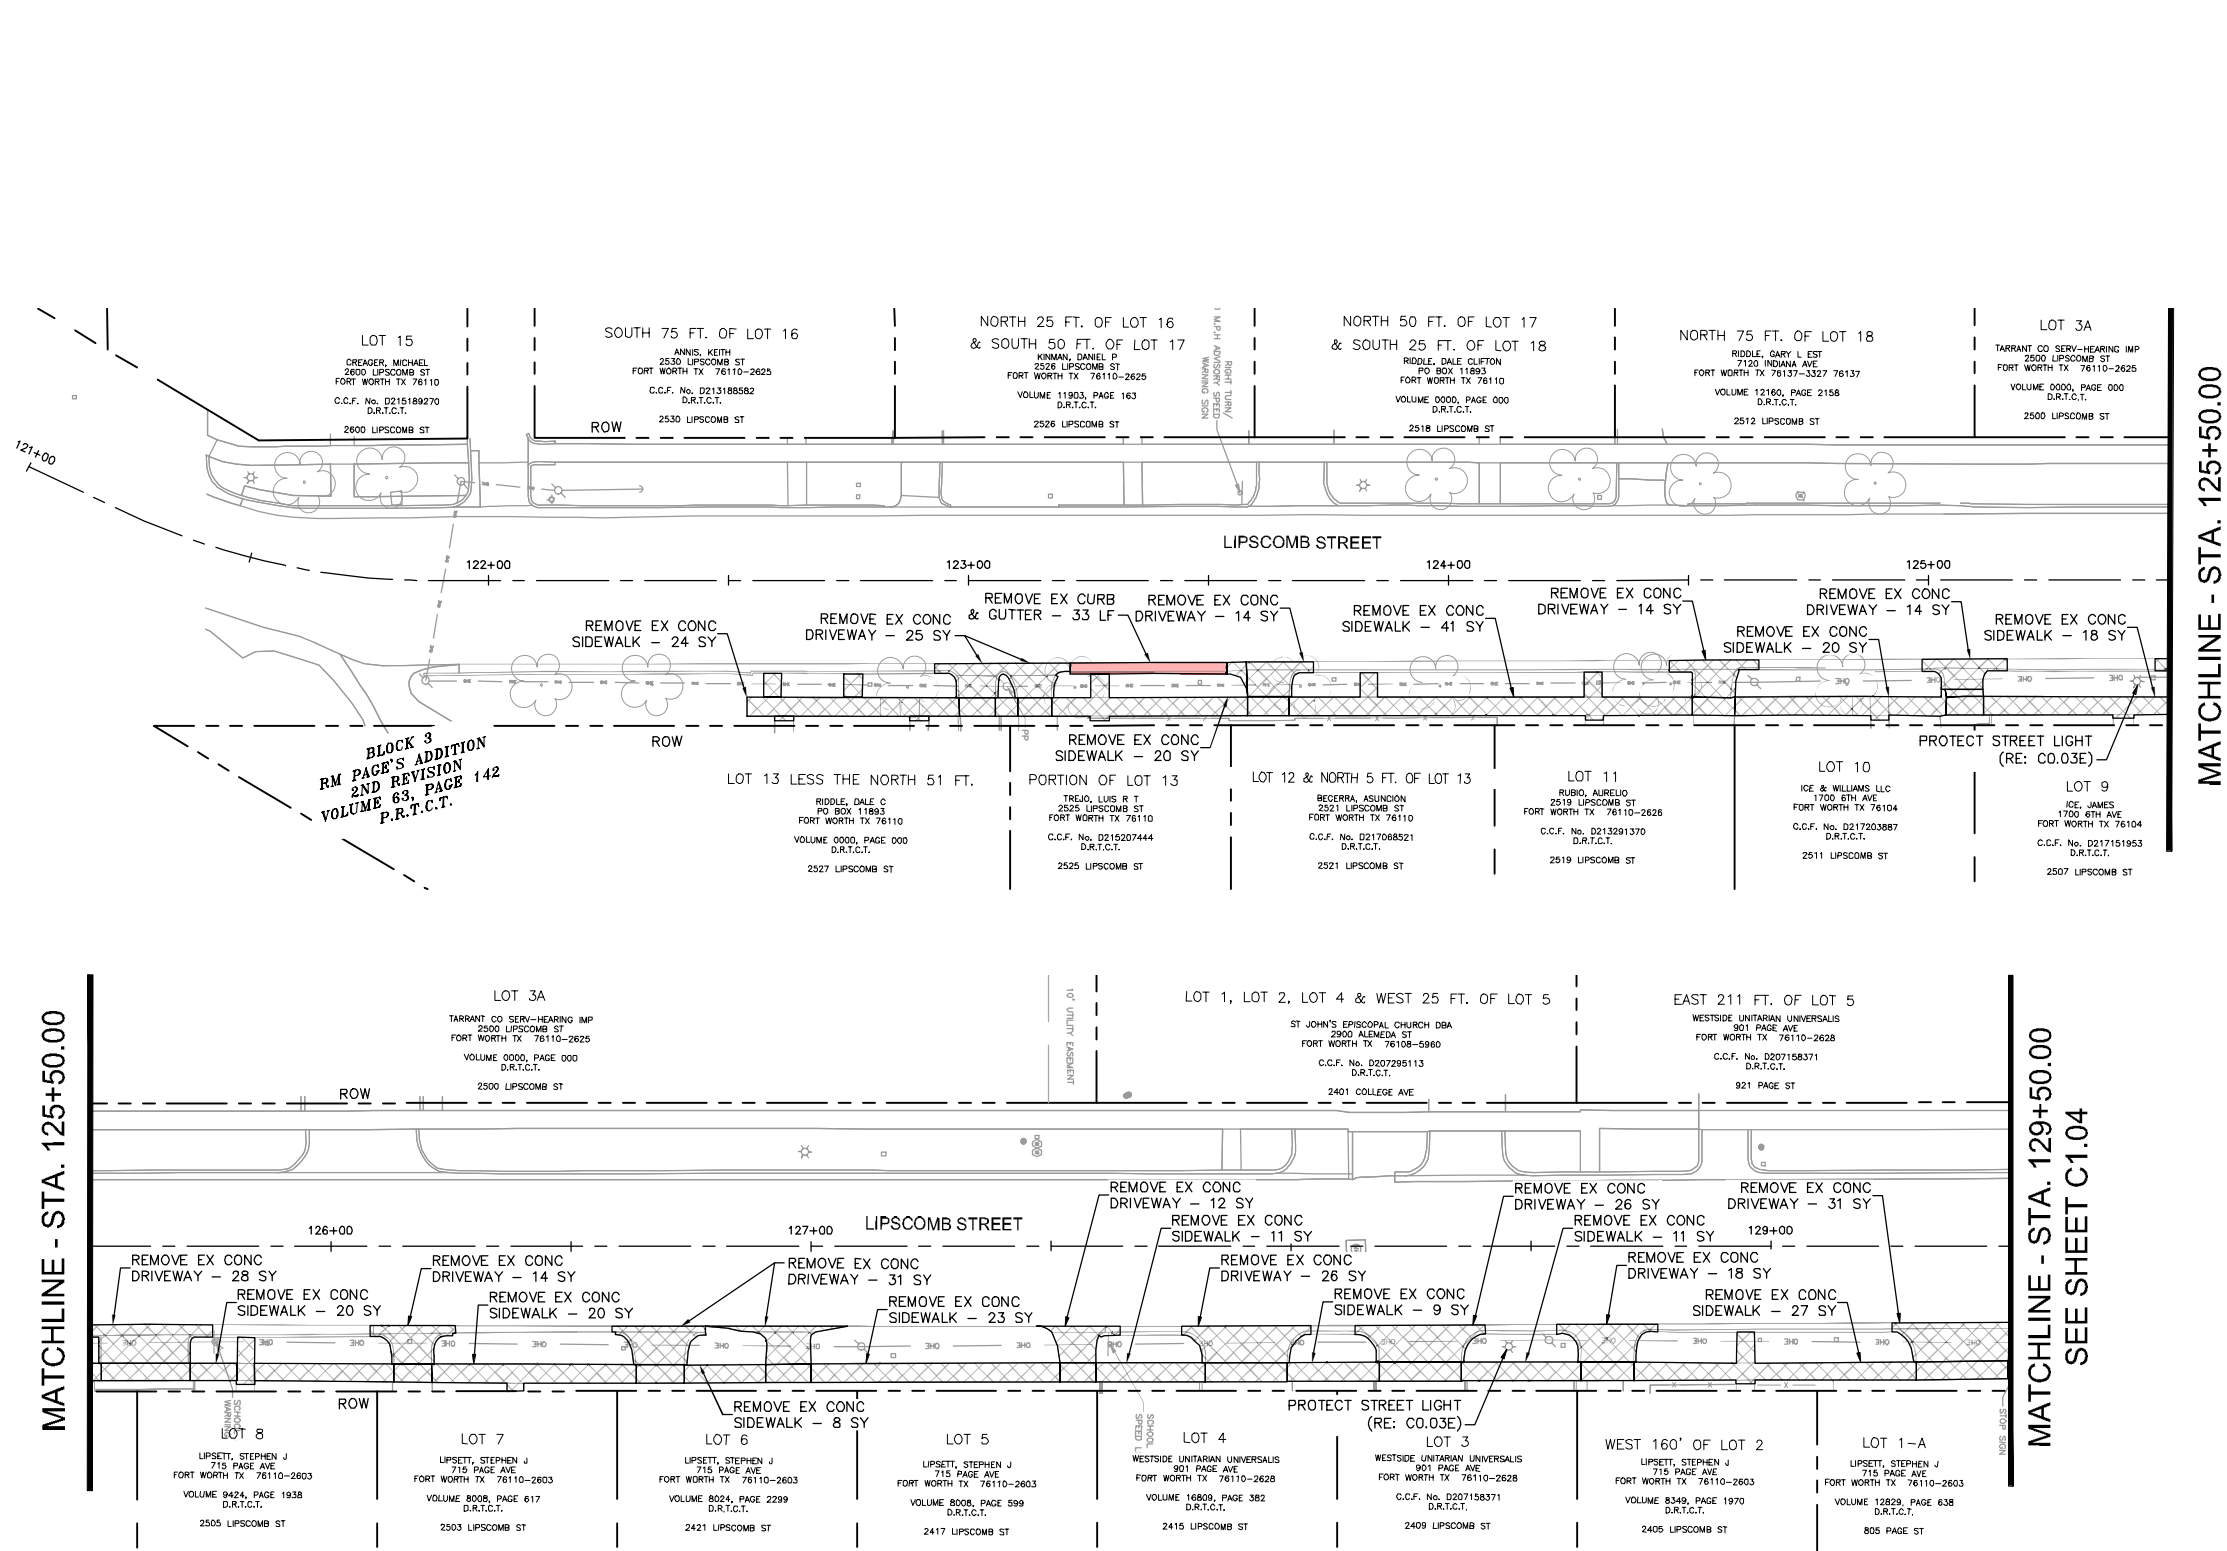 LOT 15
CREAGER, MICHAEL
2600 LIPSCOMB ST
FORT WORTH TX 76110
C.C.F. No. D215189270
D.R.T.C.T.
2600 LIPSCOMB ST
SOUTH 75 FT. OF LOT 16
ANNIS, KEITH
2530 LIPSCOMB ST
FORT WORTH TX 76110-2625
C.C.F. No. D213188582
D.R.T.C.T.
2530 LIPSCOMB ST
ROW
NORTH 25 FT. OF LOT 16
& SOUTH 50 FT. OF LOT 17
KINMAN, DANIEL P
2526 LIPSCOMB ST
FORT WORTH TX 76110-2625
VOLUME 11903, PAGE 163
D.R.T.C.T.
2526 LIPSCOMB ST
RIGHT TURN/
M.P.H ADVISORY SPEED
WARNING SIGN
NORTH 50 FT. OF LOT 17
& SOUTH 25 FT. OF LOT 18
RIDDLE, DALE CLIFTON
PO BOX 11893
FORT WORTH TX 76110
VOLUME 0000, PAGE 000
D.R.T.C.T.
2518 LIPSCOMB ST
NORTH 75 FT. OF LOT 18
RIDDLE, GARY L EST
7120 INDIANA AVE
FORT WORTH TX 76137-3327 76137
VOLUME 12160, PAGE 2158
D.R.T.C.T.
2512 LIPSCOMB ST
LOT 3A
TARRANT CO SERV-HEARING IMP
2500 LIPSCOMB ST
FORT WORTH TX 76110-2625
VOLUME 0000, PAGE 000
D.R.T.C.T.
2500 LIPSCOMB ST
MATCHLINE - STA. 125+50.00
121+00
LIPSCOMB STREET
122+00
123+00
124+00
125+00
REMOVE EX CONC
SIDEWALK - 24 SY
REMOVE EX CONC
DRIVEWAY - 25 SY
REMOVE EX CURB
& GUTTER - 33 LF
REMOVE EX CONC
DRIVEWAY - 14 SY
REMOVE EX CONC
SIDEWALK - 41 SY
REMOVE EX CONC
DRIVEWAY - 14 SY
REMOVE EX CONC
SIDEWALK - 20 SY
REMOVE EX CONC
DRIVEWAY - 14 SY
REMOVE EX CONC
SIDEWALK - 18 SY
OHE
OHE
OHE
PP
REMOVE EX CONC
SIDEWALK - 20 SY
PROTECT STREET LIGHT
(RE: C0.03E)
ROW
BLOCK 3
RM PAGE'S ADDITION
2ND REVISION
VOLUME 63, PAGE 142
P.R.T.C.T.
LOT 13 LESS THE NORTH 51 FT.
RIDDLE, DALE C
PO BOX 11893
FORT WORTH TX 76110
VOLUME 0000, PAGE 000
D.R.T.C.T.
2527 LIPSCOMB ST
PORTION OF LOT 13
TREJO, LUIS R T
2525 LIPSCOMB ST
FORT WORTH TX 76110
C.C.F. No. D215207444
D.R.T.C.T.
2525 LIPSCOMB ST
LOT 12 & NORTH 5 FT. OF LOT 13
BECERRA, ASUNCION
2521 LIPSCOMB ST
FORT WORTH TX 76110
C.C.F. No. D217068521
D.R.T.C.T.
2521 LIPSCOMB ST
LOT 11
RUBIO, AURELIO
2519 LIPSCOMB ST
FORT WORTH TX 76110-2626
C.C.F. No. D213291370
D.R.T.C.T.
2519 LIPSCOMB ST
LOT 10
ICE & WILLIAMS LLC
1700 6TH AVE
FORT WORTH TX 76104
C.C.F. No. D217203887
D.R.T.C.T.
2511 LIPSCOMB ST
LOT 9
ICE, JAMES
1700 6TH AVE
FORT WORTH TX 76104
C.C.F. No. D217151953
D.R.T.C.T.
2507 LIPSCOMB ST
MATCHLINE - STA. 125+50.00
LOT 3A
TARRANT CO SERV-HEARING IMP
2500 LIPSCOMB ST
FORT WORTH TX 76110-2625
VOLUME 0000, PAGE 000
D.R.T.C.T.
2500 LIPSCOMB ST
ROW
10' UTILITY EASEMENT
LOT 1, LOT 2, LOT 4 & WEST 25 FT. OF LOT 5
ST JOHN'S EPISCOPAL CHURCH DBA
2900 ALEMEDA ST
FORT WORTH TX 76108-5960
C.C.F. No. D207295113
D.R.T.C.T.
2401 COLLEGE AVE
EAST 211 FT. OF LOT 5
WESTSIDE UNITARIAN UNIVERSALIS
901 PAGE AVE
FORT WORTH TX 76110-2628
C.C.F. No. D207158371
D.R.T.C.T.
921 PAGE ST
MATCHLINE - STA. 129+50.00
SEE SHEET C1.04
126+00
127+00
LIPSCOMB STREET
129+00
REMOVE EX CONC
DRIVEWAY - 28 SY
REMOVE EX CONC
SIDEWALK - 20 SY
REMOVE EX CONC
DRIVEWAY - 14 SY
REMOVE EX CONC
SIDEWALK - 20 SY
REMOVE EX CONC
DRIVEWAY - 31 SY
REMOVE EX CONC
SIDEWALK - 23 SY
REMOVE EX CONC
DRIVEWAY - 12 SY
REMOVE EX CONC
SIDEWALK - 11 SY
REMOVE EX CONC
DRIVEWAY - 26 SY
REMOVE EX CONC
SIDEWALK - 9 SY
REMOVE EX CONC
DRIVEWAY - 26 SY
REMOVE EX CONC
SIDEWALK - 11 SY
REMOVE EX CONC
DRIVEWAY - 18 SY
REMOVE EX CONC
DRIVEWAY - 31 SY
REMOVE EX CONC
SIDEWALK - 27 SY
OHE OHE OHE OHE OHE OHE OHE OHE OHE OHE OHE OHE
ROW
REMOVE EX CONC
SIDEWALK - 8 SY
PROTECT STREET LIGHT
(RE: C0.03E)
SCHOOL
SPEED
STOP SIGN
LOT 8
LIPSETT, STEPHEN J
715 PAGE AVE
FORT WORTH TX 76110-2603
VOLUME 9424, PAGE 1938
D.R.T.C.T.
2505 LIPSCOMB ST
LOT 7
LIPSETT, STEPHEN J
715 PAGE AVE
FORT WORTH TX 76110-2603
VOLUME 8008, PAGE 617
D.R.T.C.T.
2503 LIPSCOMB ST
LOT 6
LIPSETT, STEPHEN J
715 PAGE AVE
FORT WORTH TX 76110-2603
VOLUME 8024, PAGE 2299
D.R.T.C.T.
2421 LIPSCOMB ST
LOT 5
LIPSETT, STEPHEN J
715 PAGE AVE
FORT WORTH TX 76110-2603
VOLUME 8008, PAGE 599
D.R.T.C.T.
2417 LIPSCOMB ST
LOT 4
WESTSIDE UNITARIAN UNIVERSALIS
901 PAGE AVE
FORT WORTH TX 76110-2628
VOLUME 16809, PAGE 382
D.R.T.C.T.
2415 LIPSCOMB ST
LOT 3
WESTSIDE UNITARIAN UNIVERSALIS
901 PAGE AVE
FORT WORTH TX 76110-2628
C.C.F. No. D207158371
D.R.T.C.T.
2409 LIPSCOMB ST
WEST 160' OF LOT 2
LIPSETT, STEPHEN J
715 PAGE AVE
FORT WORTH TX 76110-2603
VOLUME 8349, PAGE 1970
D.R.T.C.T.
2405 LIPSCOMB ST
LOT 1-A
LIPSETT, STEPHEN J
715 PAGE AVE
FORT WORTH TX 76110-2603
VOLUME 12829, PAGE 638
D.R.T.C.T.
805 PAGE ST